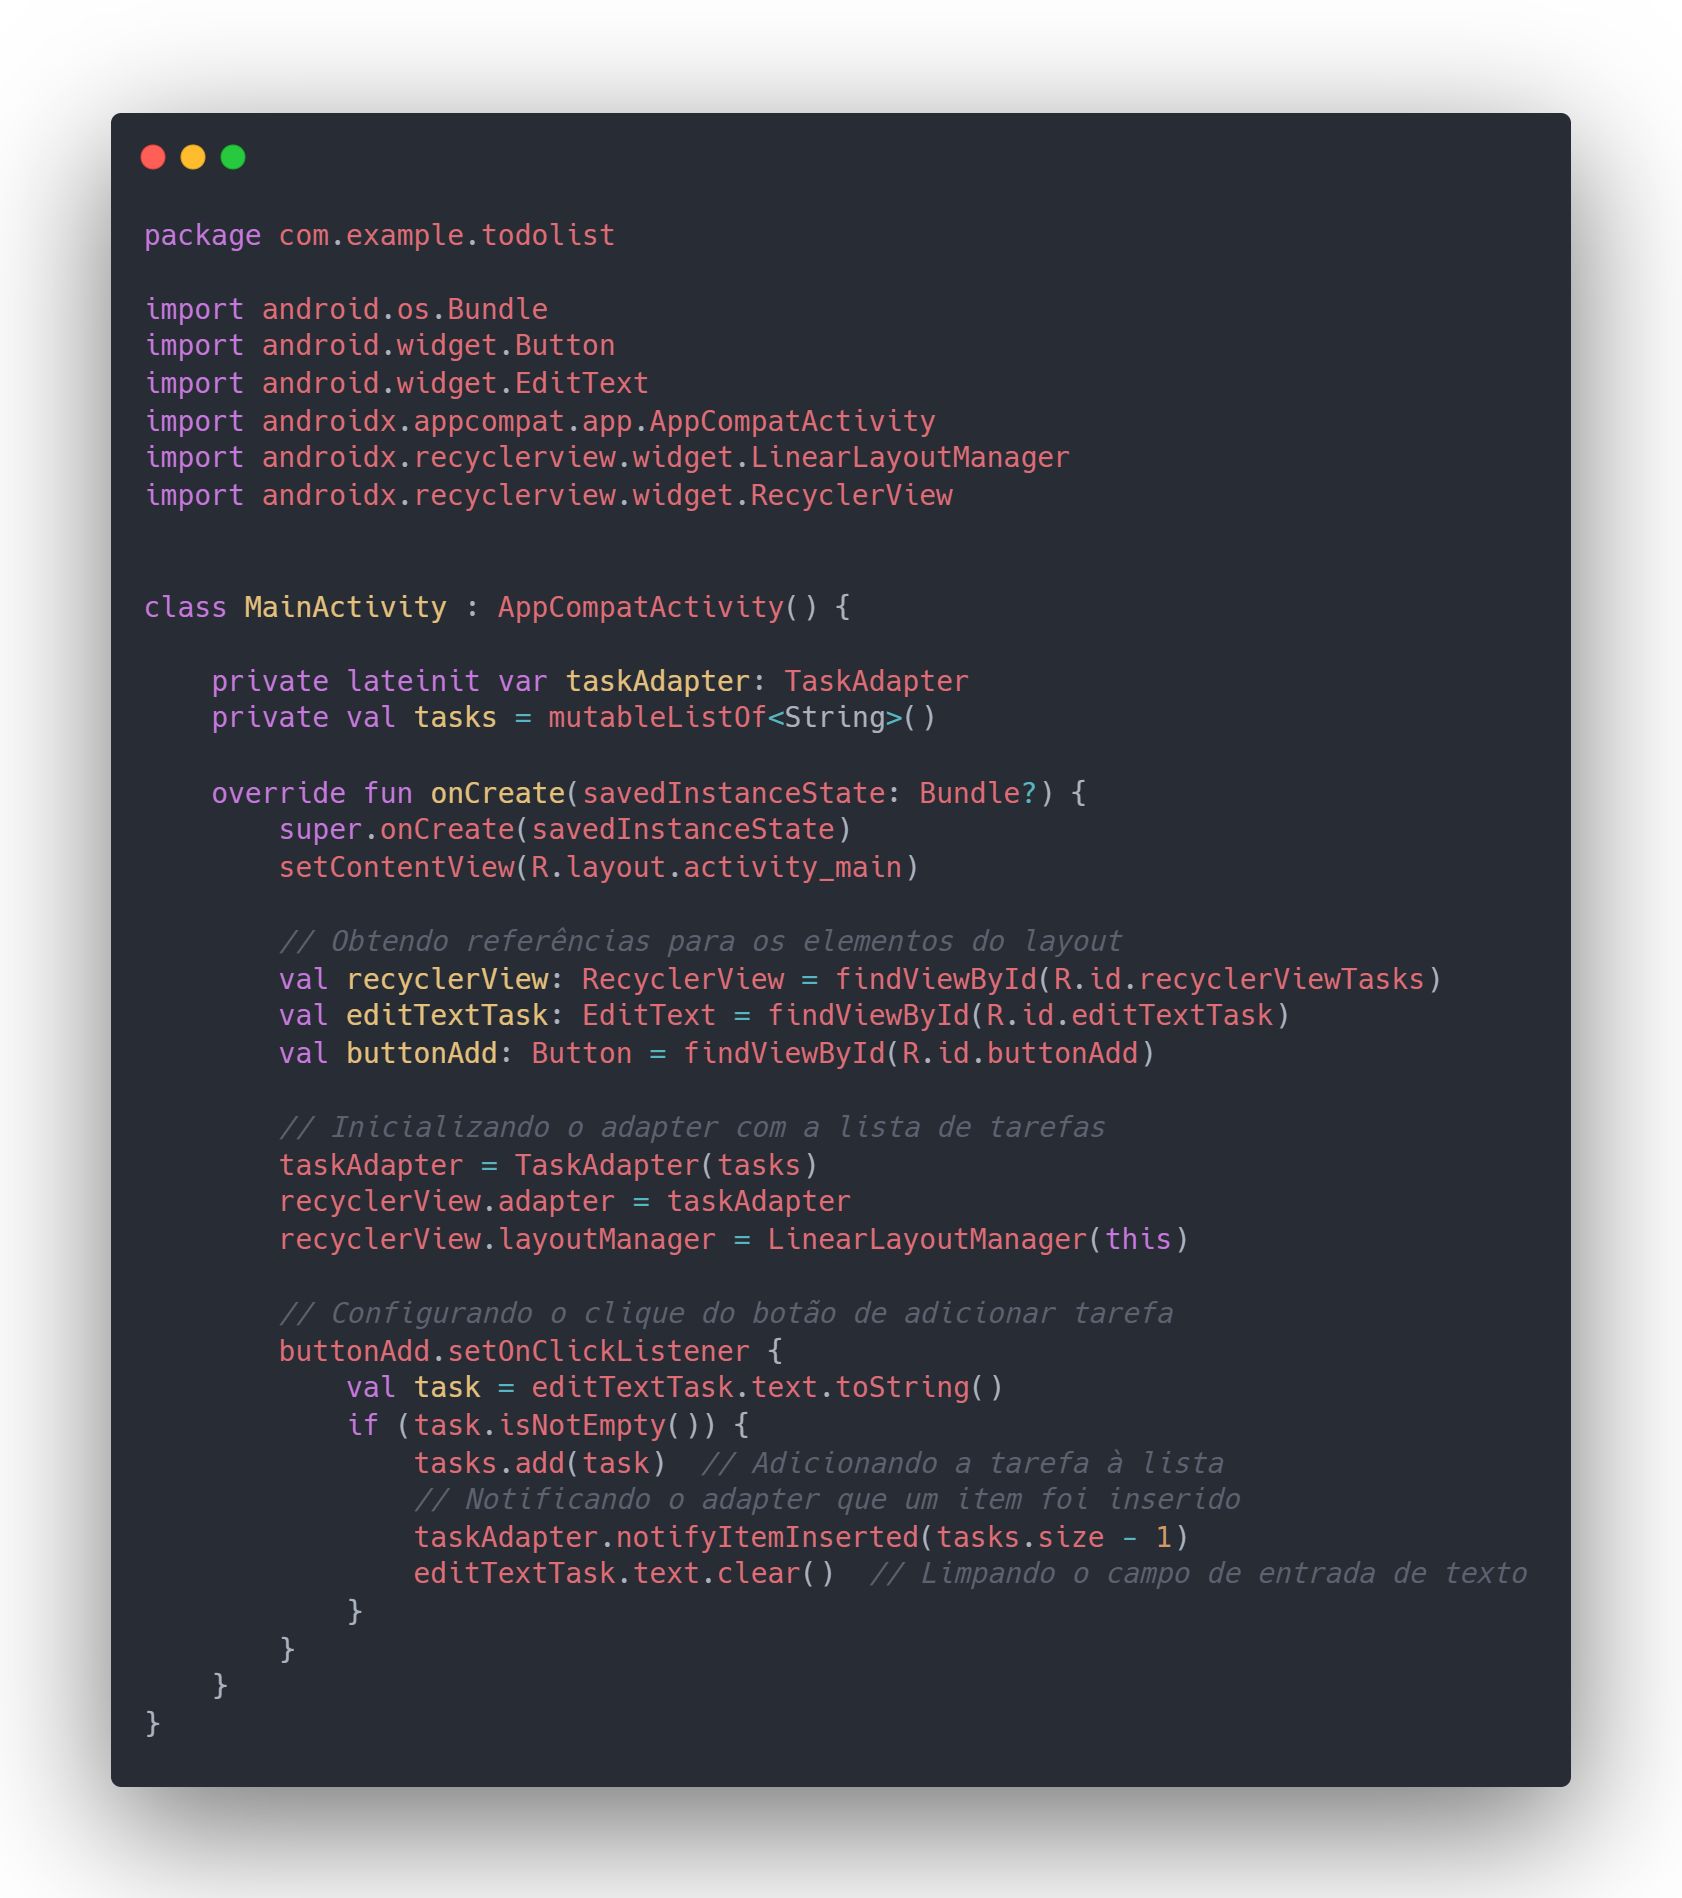 package com.example.todolist

import android.os.Bundle
import android.widget.Button
import android.widget.EditText
import androidx.appcompat.app.AppCompatActivity
import androidx.recyclerview.widget.LinearLayoutManager
import androidx.recyclerview.widget.RecyclerView


class MainActivity : AppCompatActivity() {

    private lateinit var taskAdapter: TaskAdapter
    private val tasks = mutableListOf<String>()

    override fun onCreate(savedInstanceState: Bundle?) {
        super.onCreate(savedInstanceState)
        setContentView(R.layout.activity_main)

        // Obtendo referências para os elementos do layout
        val recyclerView: RecyclerView = findViewById(R.id.recyclerViewTasks)
        val editTextTask: EditText = findViewById(R.id.editTextTask)
        val buttonAdd: Button = findViewById(R.id.buttonAdd)

        // Inicializando o adapter com a lista de tarefas
        taskAdapter = TaskAdapter(tasks)
        recyclerView.adapter = taskAdapter
        recyclerView.layoutManager = LinearLayoutManager(this)

        // Configurando o clique do botão de adicionar tarefa
        buttonAdd.setOnClickListener {
            val task = editTextTask.text.toString()
            if (task.isNotEmpty()) {
                tasks.add(task)  // Adicionando a tarefa à lista
                // Notificando o adapter que um item foi inserido
                taskAdapter.notifyItemInserted(tasks.size - 1)
                editTextTask.text.clear()  // Limpando o campo de entrada de texto
            }
        }
    }
}